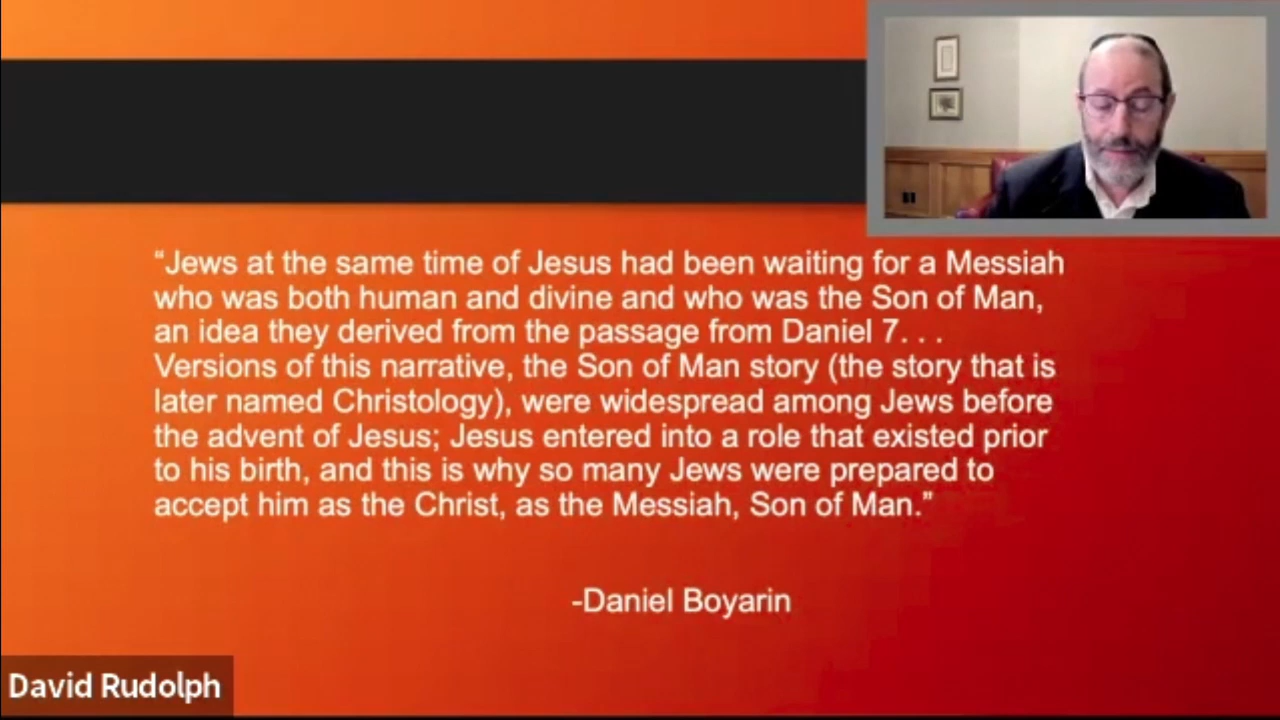 “Jews at the same time of Jesus had been waiting for a Messiah
who was both human and divine and who was the Son of Man,
an idea they derived from the passage from Daniel 7. . .
Versions of this narrative, the Son of Man story (the story that is
later named Christology), were widespread among Jews before
the advent of Jesus; Jesus entered into a role that existed prior
to his birth, and this is why so many Jews were prepared to
accept him as the Christ, as the Messiah, Son of Man.”
-Daniel Boyarin
David Rudolph